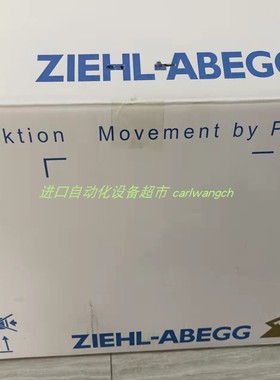 ZIEHL-ABEGG
ktion Movement by P
进口自动化设备超市 carlwangch
ZIEHL-ABEGG